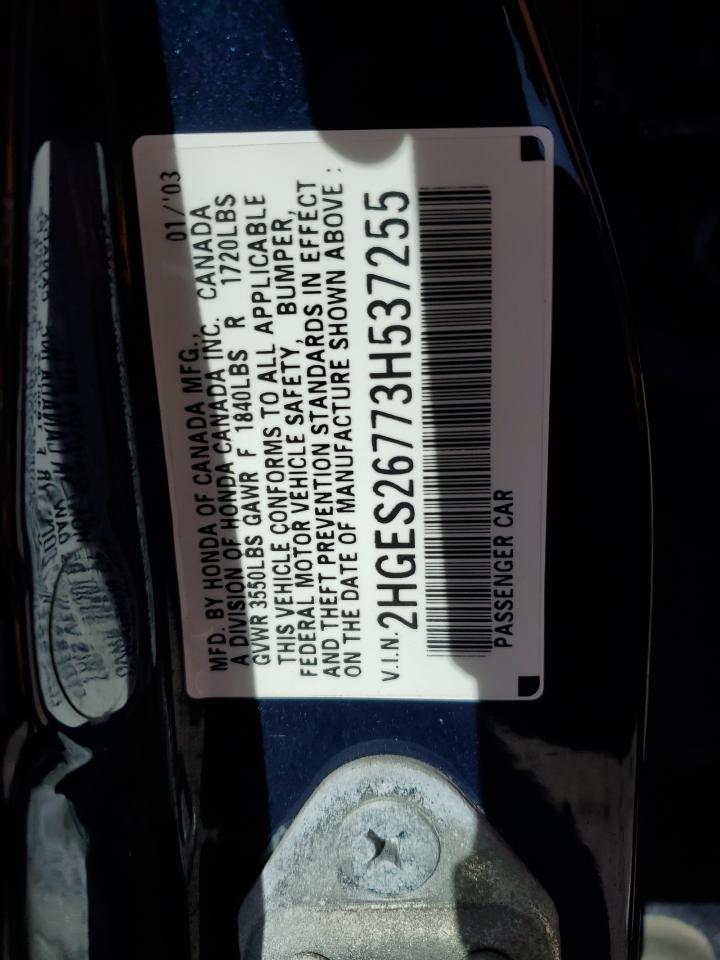 MFD. BY HONDA OF CANADA MFG., 01/'03
A DIVISION OF HONDA CANADA INC. CANADA
GVWR 3550LBS GAWR F 1840LBS R 1720LBS
THIS VEHICLE CONFORMS TO ALL APPLICABLE
FEDERAL MOTOR VEHICLE SAFETY, BUMPER,
AND THEFT PREVENTION STANDARDS IN EFFECT
ON THE DATE OF MANUFACTURE SHOWN ABOVE :
V.I.N. 2HGES26773H537255
PASSENGER CAR